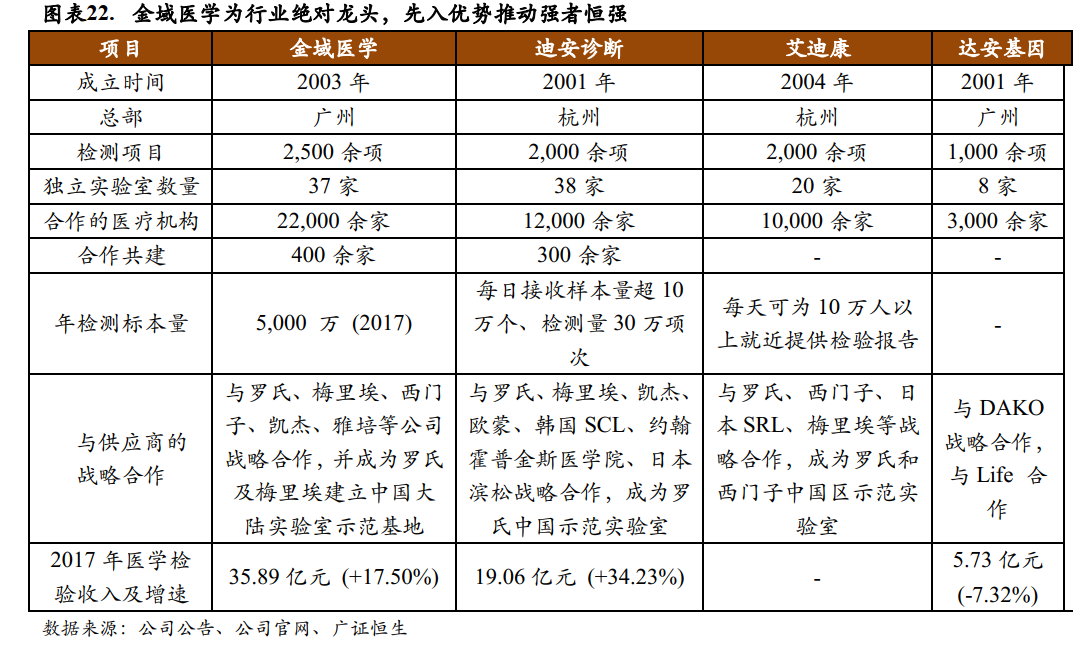 图表22. 金域医学为行业绝对龙头，先入优势推动强者恒强
项目 金域医学 迪安诊断 艾迪康 达安基因
成立时间 2003 年 2001 年 2004 年 2001 年
总部 广州 杭州 杭州 广州
检测项目 2,500 余项 2,000 余项 2,000 余项 1,000 余项
独立实验室数量 37 家 38 家 20 家 8 家
合作的医疗机构 22,000 余家 12,000 余家 10,000 余家 3,000 余家
合作共建 400 余家 300 余家 - -
年检测标本量
5,000 万 (2017)
每日接收样本量超 10
万个、检测量 30 万项
次
每天可为 10 万人以
上就近提供检验报告
-
与供应商的
战略合作
与罗氏、梅里埃、西门
子、凯杰、雅培等公司
战略合作，并成为罗氏
及梅里埃建立中国大
陆实验室示范基地
与罗氏、梅里埃、凯杰、
欧蒙、韩国 SCL、约翰
霍普金斯医学院、日本
滨松战略合作，成为罗
氏中国示范实验室
与罗氏、西门子、日
本 SRL、梅里埃等战
略合作，成为罗氏和
西门子中国区示范实
验室
与 DAKO
战略合作，
与 Life 合
作
2017 年医学检
验收入及增速
35.89 亿元 (+17.50%)
19.06 亿元 (+34.23%)
-
5.73 亿元
(-7.32%)
数据来源：公司公告、公司官网、广证恒生